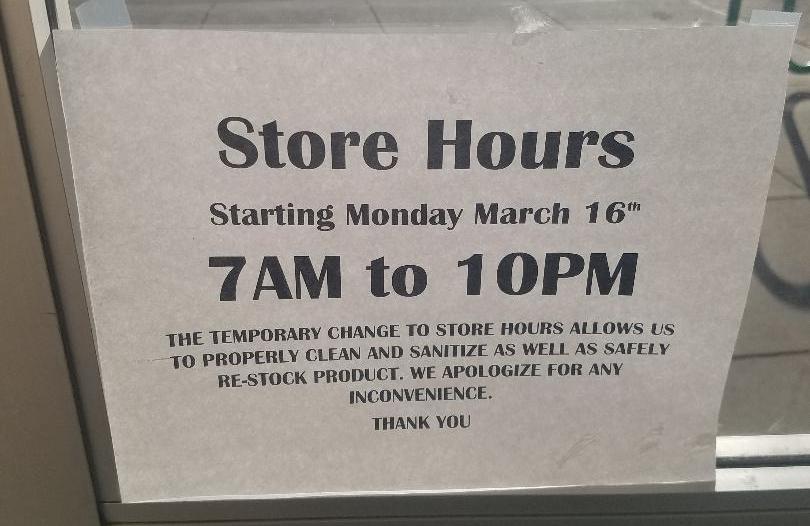 Store Hours
Starting Monday March 16th
7AM to 10PM
THE TEMPORARY CHANGE TO STORE HOURS ALLOWS US
TO PROPERLY CLEAN AND SANITIZE AS WELL AS SAFELY
RE-STOCK PRODUCT. WE APOLOGIZE FOR ANY
INCONVENIENCE.
THANK YOU